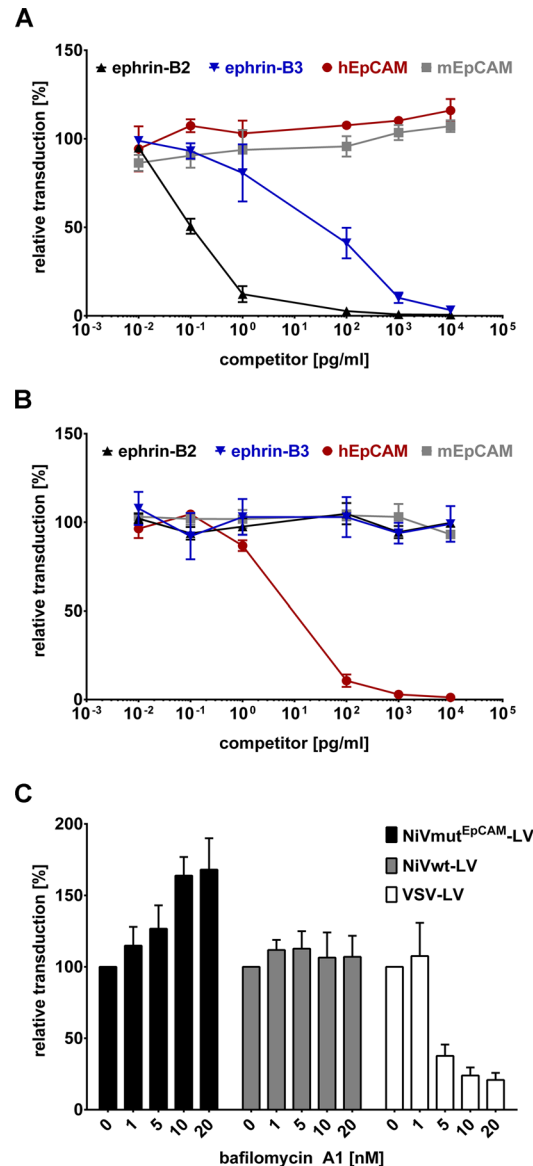 A
ephrin-B2 ephrin-B3 hEpCAM mEpCAM
150
100
50
0
relative transduction [%]
10⁻³ 10⁻² 10⁻¹ 10⁰ 10¹ 10² 10³ 10⁴ 10⁵
competitor [pg/ml]
B
ephrin-B2 ephrin-B3 hEpCAM mEpCAM
150
100
50
0
relative transduction [%]
10⁻³ 10⁻² 10⁻¹ 10⁰ 10¹ 10² 10³ 10⁴ 10⁵
competitor [pg/ml]
C
NiVmutᴱᵖᶜᴬᴹ-LV
NiVwt-LV
VSV-LV
200
150
100
50
0
relative transduction [%]
0 1 5 10 20 0 1 5 10 20 0 1 5 10 20
bafilomycin A1 [nM]